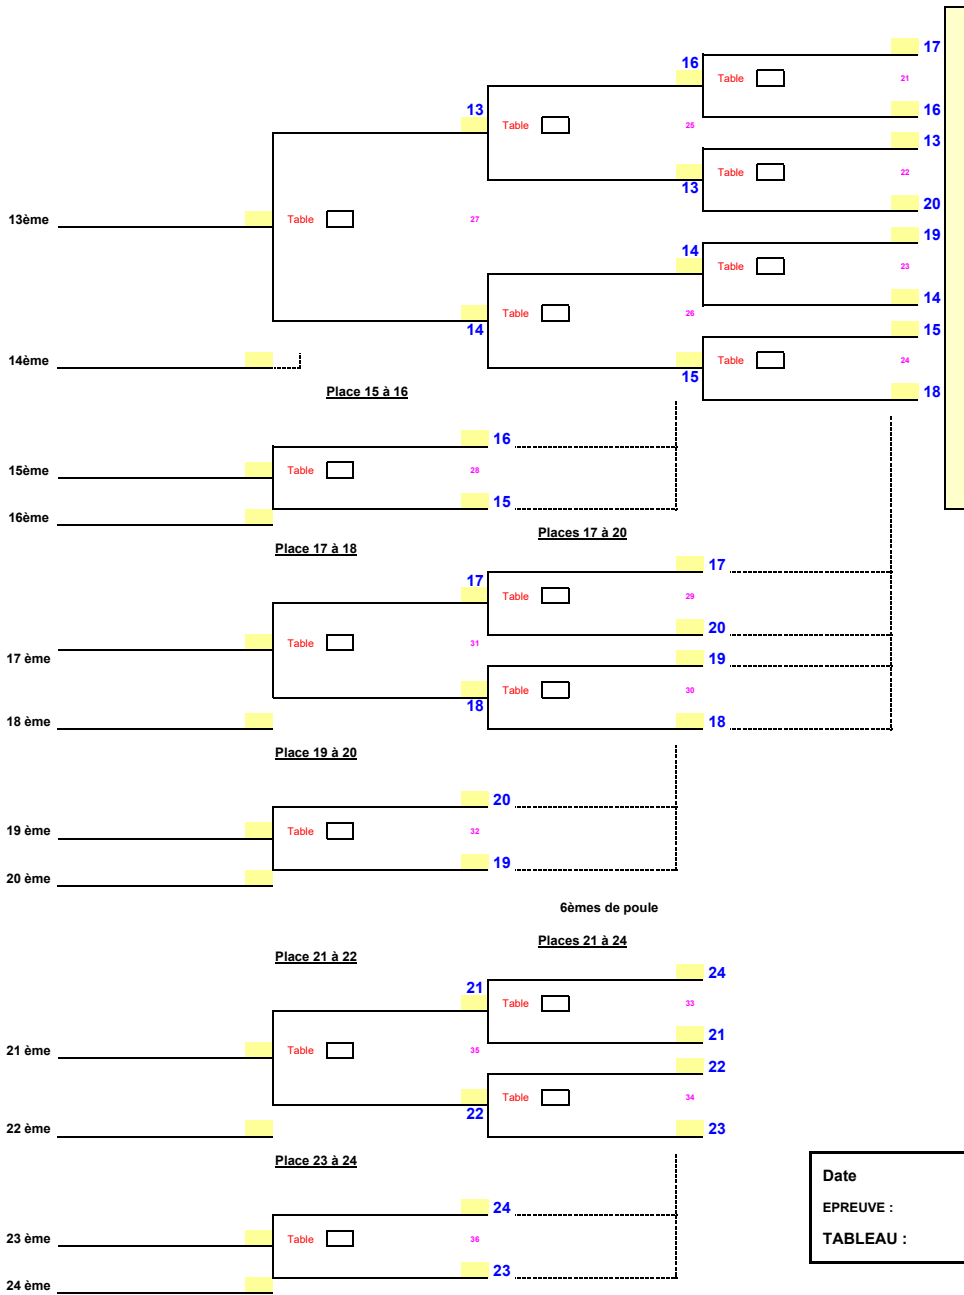 17
16
Table 21
13
Table 25
16
13
Table 22
13
20
13ème
Table 27
19
14
Table 23
14
Table 26
14
15
14ème
Table 24
15
18
Place 15 à 16
16
15ème
Table 28
15
16ème
Places 17 à 20
Place 17 à 18
17
17
Table 29
20
Table 31
17 ème
19
Table 30
18
18 ème
18
Place 19 à 20
20
19 ème
Table 32
19
20 ème
6èmes de poule
Places 21 à 24
Place 21 à 22
24
21
Table 33
21
21 ème
Table 35
22
Table 34
22
22 ème
23
Place 23 à 24
Date
24
EPREUVE :
23 ème
Table 36
TABLEAU :
23
24 ème